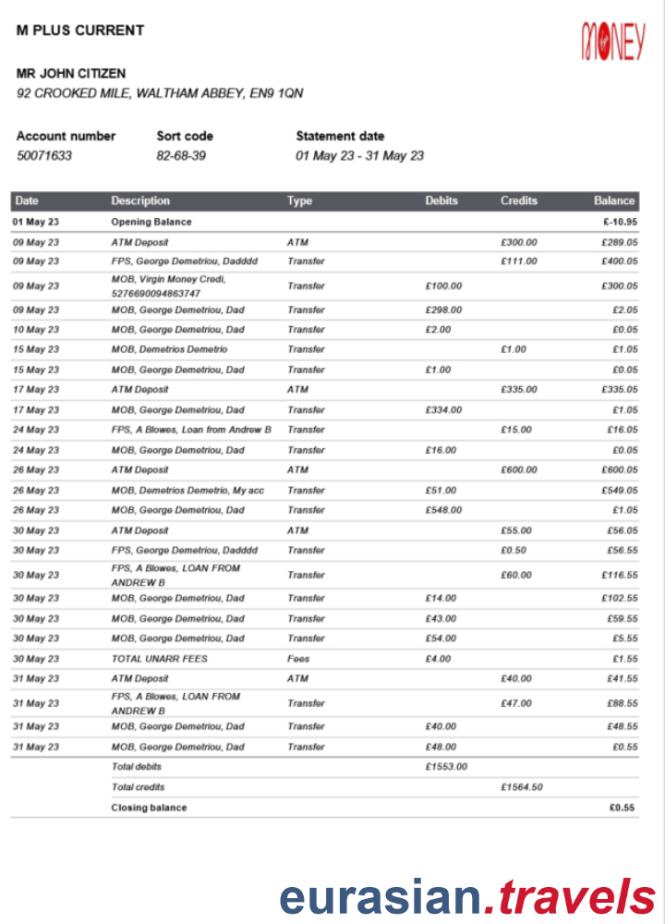 M PLUS CURRENT
MONEY
MR JOHN CITIZEN
92 CROOKED MILE, WALTHAM ABBEY, EN9 1QN
Account number Sort code Statement date
50071633 82-68-39 01 May 23 - 31 May 23
Date Description Type Debits Credits Balance
01 May 23 Opening Balance £-10.95
09 May 23 ATM Deposit ATM £300.00 £289.05
09 May 23 FPS, George Demetriou, Dadddd Transfer £111.00 £400.05
09 May 23 MOB, Virgin Money Credi, Transfer £100.00 £300.05
5276690094863747
09 May 23 MOB, George Demetriou, Dad Transfer £298.00 £2.05
10 May 23 MOB, George Demetriou, Dad Transfer £2.00 £0.05
15 May 23 MOB, Demetrios Demetrio Transfer £1.00 £1.05
15 May 23 MOB, George Demetriou, Dad Transfer £1.00 £0.05
17 May 23 ATM Deposit ATM £335.00 £335.05
17 May 23 MOB, George Demetriou, Dad Transfer £334.00 £1.05
24 May 23 FPS, A Blowes, Loan from Andrew B Transfer £15.00 £16.05
24 May 23 MOB, George Demetriou, Dad Transfer £16.00 £0.05
26 May 23 ATM Deposit ATM £600.00 £600.05
26 May 23 MOB, Demetrios Demetrio, My acc Transfer £51.00 £549.05
26 May 23 MOB, George Demetriou, Dad Transfer £548.00 £1.05
30 May 23 ATM Deposit ATM £55.00 £56.05
30 May 23 FPS, George Demetriou, Dadddd Transfer £0.50 £56.55
30 May 23 FPS, A Blowes, LOAN FROM Transfer £60.00 £116.55
ANDREW B
30 May 23 MOB, George Demetriou, Dad Transfer £14.00 £102.55
30 May 23 MOB, George Demetriou, Dad Transfer £43.00 £59.55
30 May 23 MOB, George Demetriou, Dad Transfer £54.00 £5.55
30 May 23 TOTAL UNARR FEES Fees £4.00 £1.55
31 May 23 ATM Deposit ATM £40.00 £41.55
31 May 23 FPS, A Blowes, LOAN FROM Transfer £47.00 £88.55
ANDREW B
31 May 23 MOB, George Demetriou, Dad Transfer £40.00 £48.55
31 May 23 MOB, George Demetriou, Dad Transfer £48.00 £0.55
Total debits £1553.00
Total credits £1564.50
Closing balance £0.55
eurasian.travels